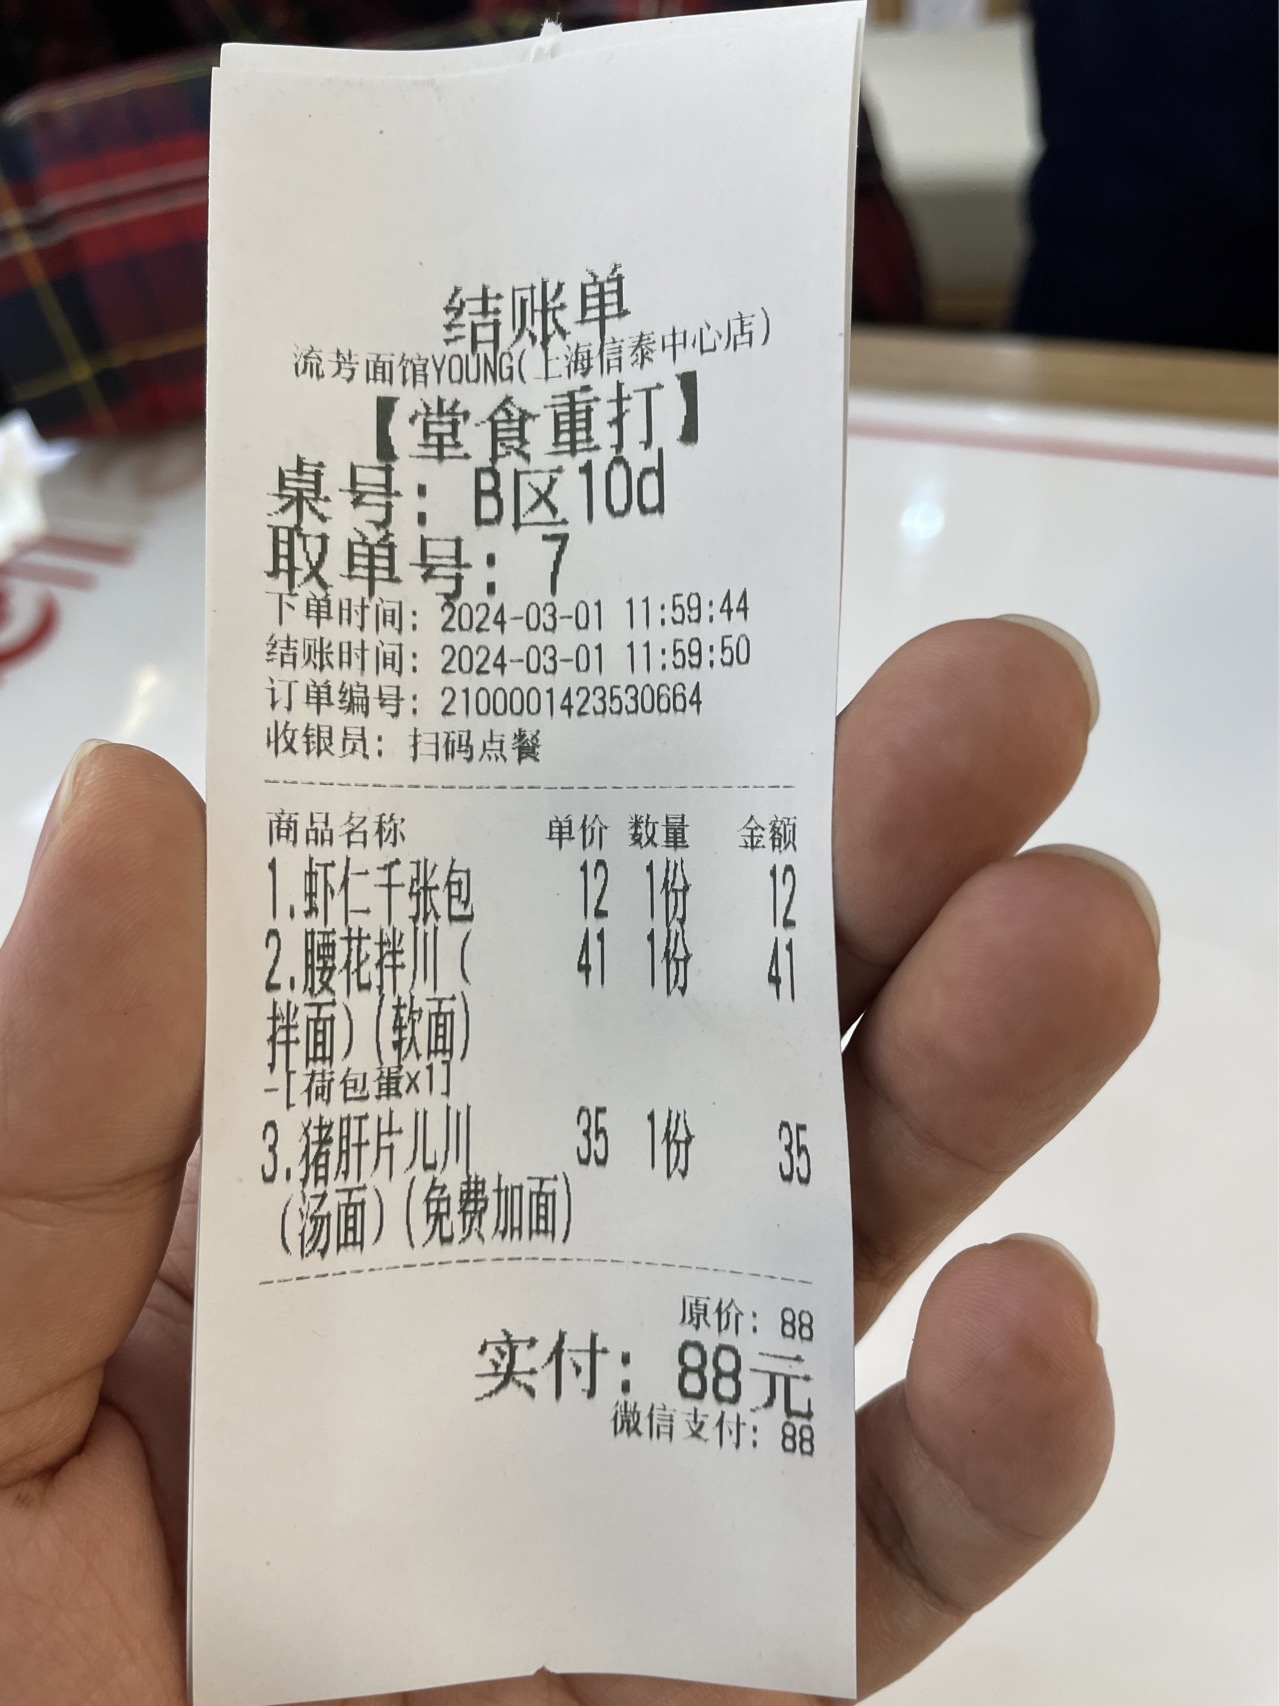 结账单
流芳面馆YOUNG(上海信泰中心店)
【堂食重打】
桌号: B区10d
取单号: 7
下单时间: 2024-03-01 11:59:44
结账时间: 2024-03-01 11:59:50
订单编号: 2100001423530664
收银员: 扫码点餐
商品名称 单价 数量 金额
1.虾仁千张包 12 1份 12
2.腰花拌川( 41 1份 41
拌面)(软面)
-[荷包蛋x1]
3.猪肝片儿川 35 1份 35
(汤面)(免费加面)
原价: 88
实付: 88元
微信支付: 88